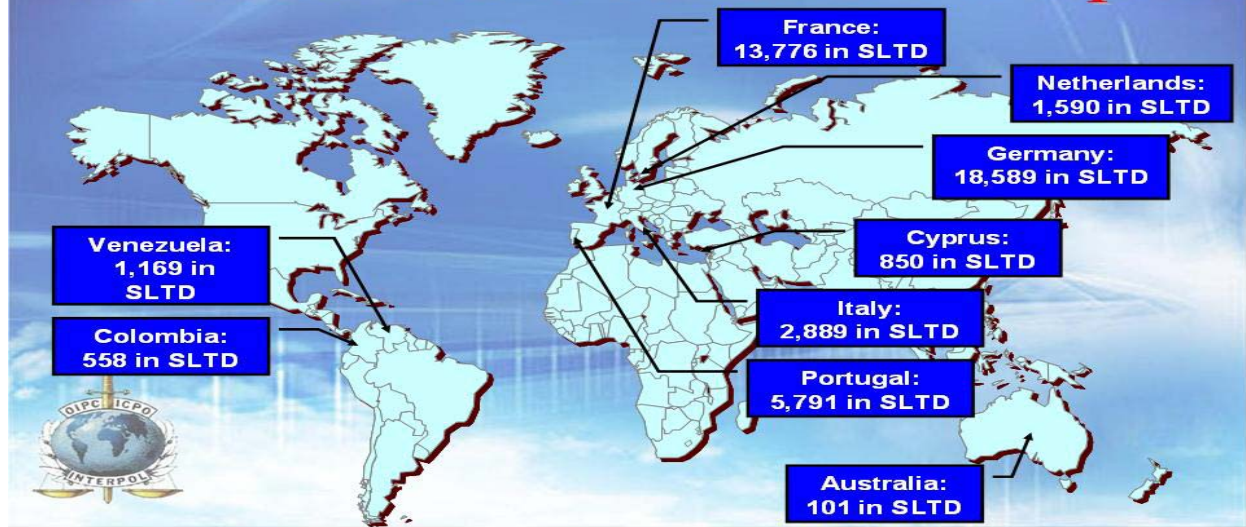 France:
13,776 in SLTD
Netherlands:
1,590 in SLTD
Germany:
18,589 in SLTD
Venezuela:
1,169 in
SLTD
Cyprus:
850 in SLTD
Italy:
2,889 in SLTD
Colombia:
558 in SLTD
Portugal:
5,791 in SLTD
Australia:
101 in SLTD
OIPC ICPO
INTERPOL